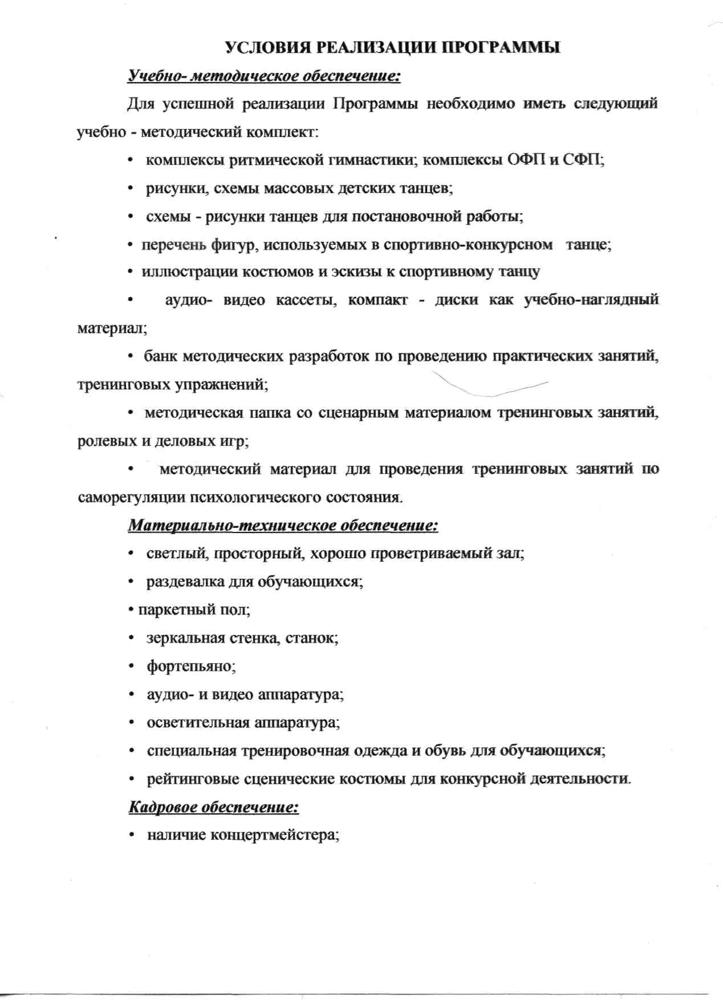 УСЛОВИЯ РЕАЛИЗАЦИИ ПРОГРАММЫ
Учебно- методическое обеспечение:
Для успешной реализации Программы необходимо иметь следующий
учебно - методический комплект:
• комплексы ритмической гимнастики; комплексы ОФП и СФП;
• рисунки, схемы массовых детских танцев;
• схемы - рисунки танцев для постановочной работы;
• перечень фигур, используемых в спортивно-конкурсном танце;
• иллюстрации костюмов и эскизы к спортивному танцу
• аудио- видео кассеты, компакт - диски как учебно-наглядный
материал;
• банк методических разработок по проведению практических занятий,
тренинговых упражнений;
• методическая папка со сценарным материалом тренинговых занятий,
ролевых и деловых игр;
• методический материал для проведения тренинговых занятий по
саморегуляции психологического состояния.
Материально-техническое обеспечение:
• светлый, просторный, хорошо проветриваемый зал;
• раздевалка для обучающихся;
• паркетный пол;
• зеркальная стенка, станок;
• фортепьяно;
• аудио- и видео аппаратура;
• осветительная аппаратура;
• специальная тренировочная одежда и обувь для обучающихся;
• рейтинговые сценические костюмы для конкурсной деятельности.
Кадровое обеспечение:
• наличие концертмейстера;